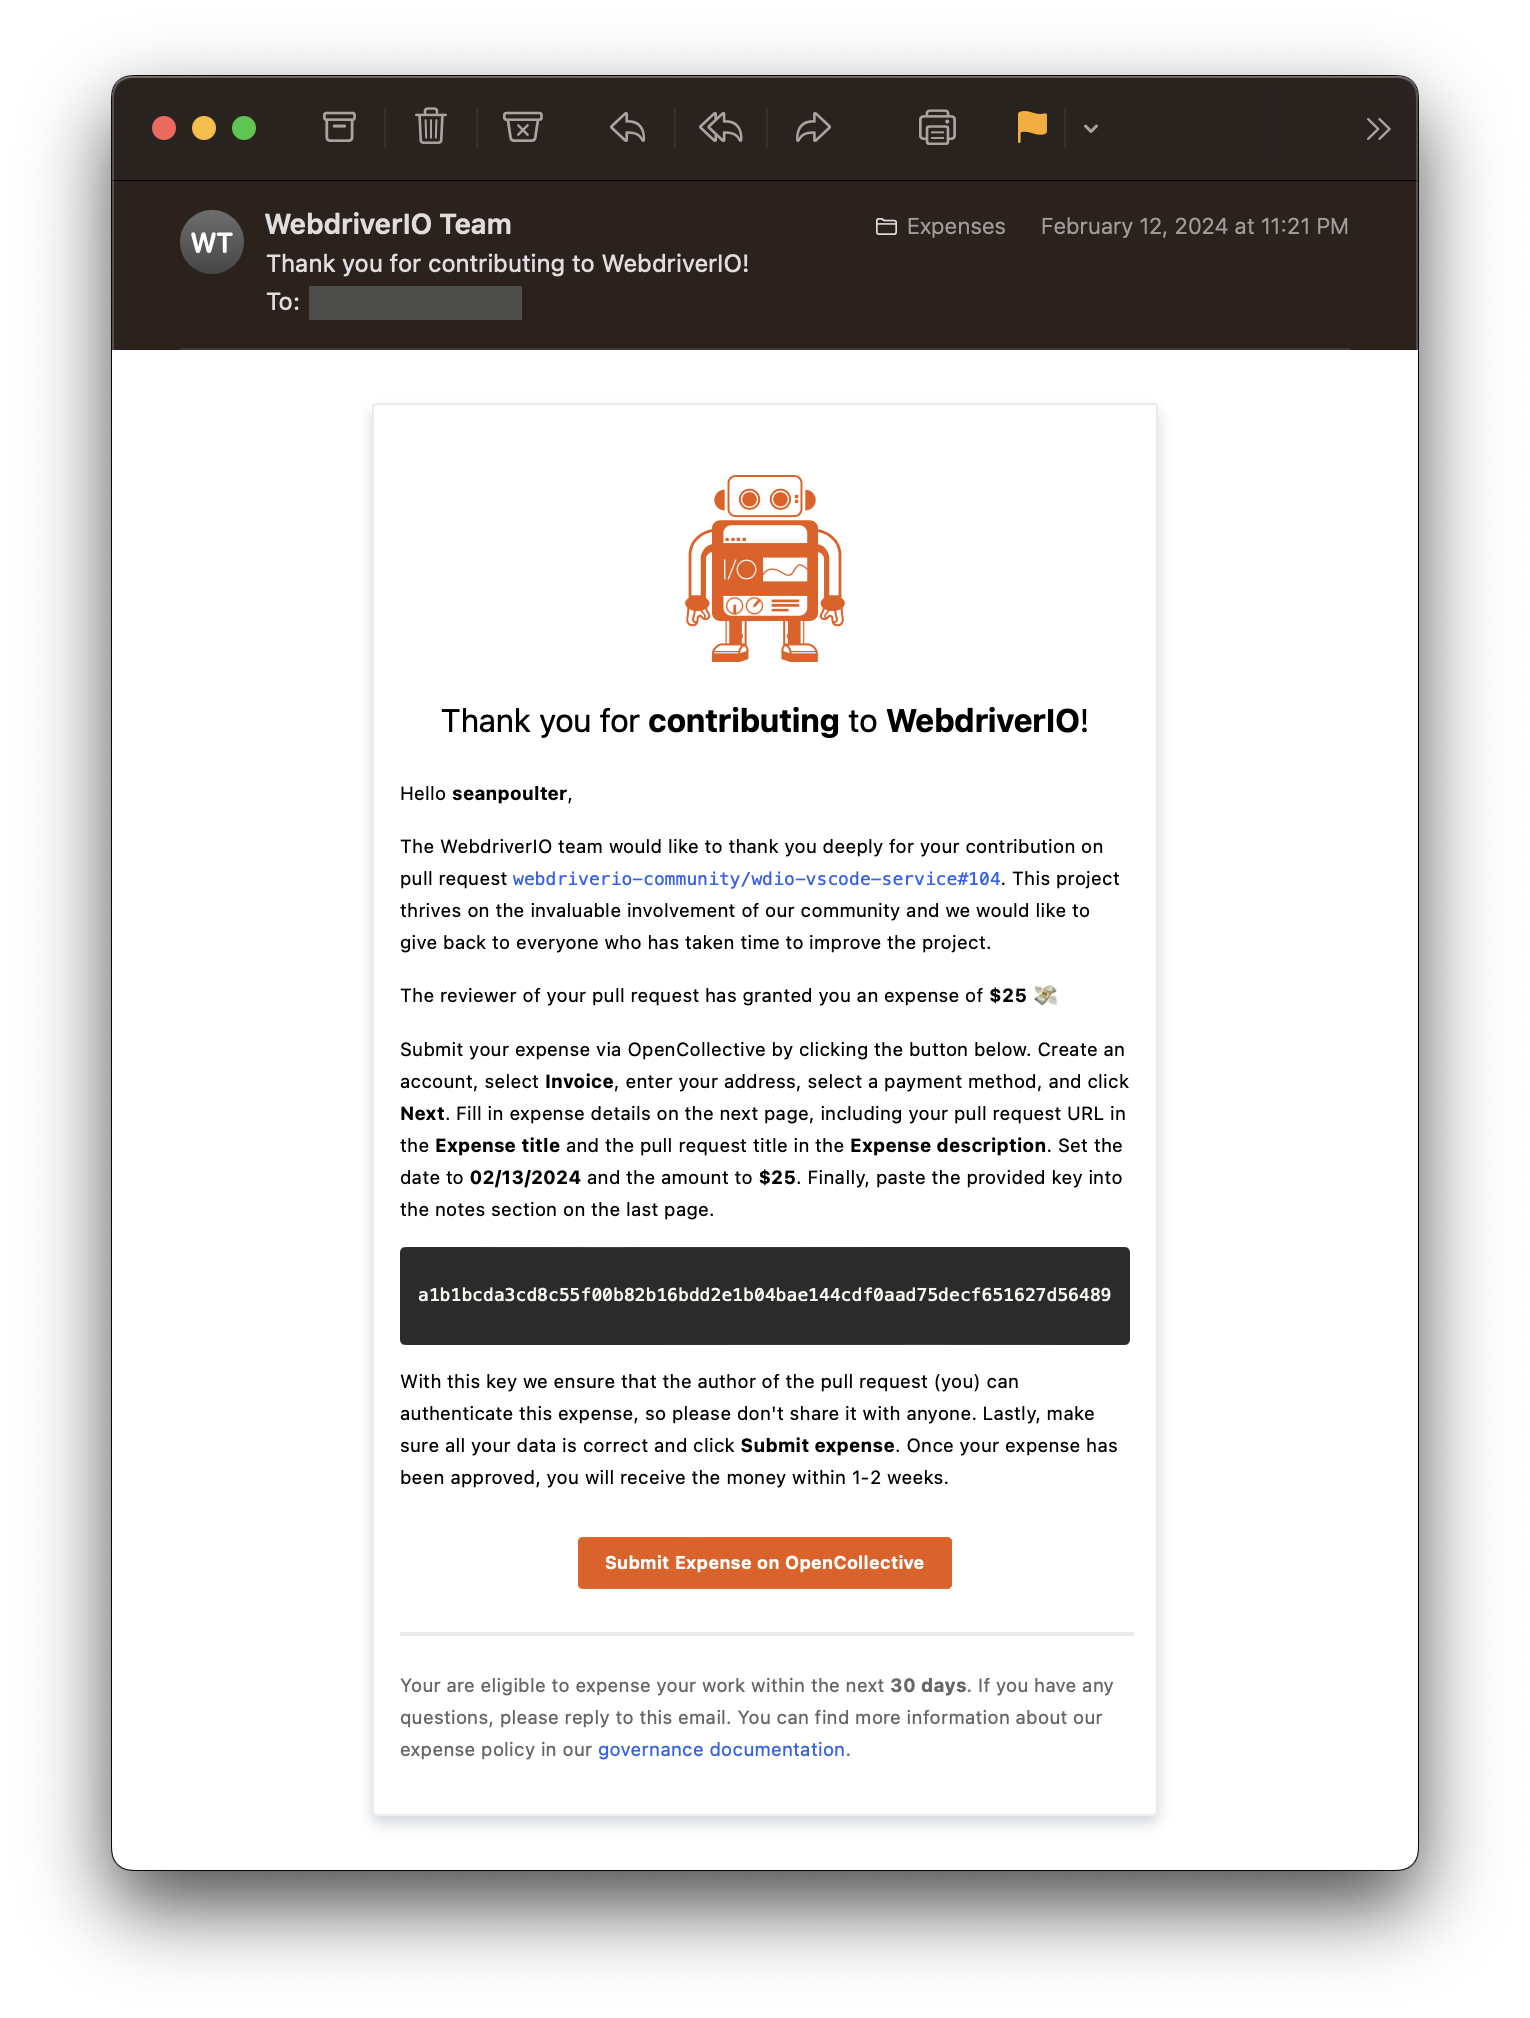 WT
WebdriverIO Team
Expenses
February 12, 2024 at 11:21 PM
Thank you for contributing to WebdriverIO!
To:
I/O
Thank you for contributing to WebdriverIO!
Hello seanpoulter,
The WebdriverIO team would like to thank you deeply for your contribution on
pull request webdriverio-community/wdio-vscode-service#104. This project
thrives on the invaluable involvement of our community and we would like to
give back to everyone who has taken time to improve the project.
The reviewer of your pull request has granted you an expense of $25 💸
Submit your expense via OpenCollective by clicking the button below. Create an
account, select Invoice, enter your address, select a payment method, and click
Next. Fill in expense details on the next page, including your pull request URL in
the Expense title and the pull request title in the Expense description. Set the
date to 02/13/2024 and the amount to $25. Finally, paste the provided key into
the notes section on the last page.
a1b1bcda3cd8c55f00b82b16bdd2e1b04bae144cdf0aad75decf651627d56489
With this key we ensure that the author of the pull request (you) can
authenticate this expense, so please don't share it with anyone. Lastly, make
sure all your data is correct and click Submit expense. Once your expense has
been approved, you will receive the money within 1-2 weeks.
Submit Expense on OpenCollective
Your are eligible to expense your work within the next 30 days. If you have any
questions, please reply to this email. You can find more information about our
expense policy in our governance documentation.